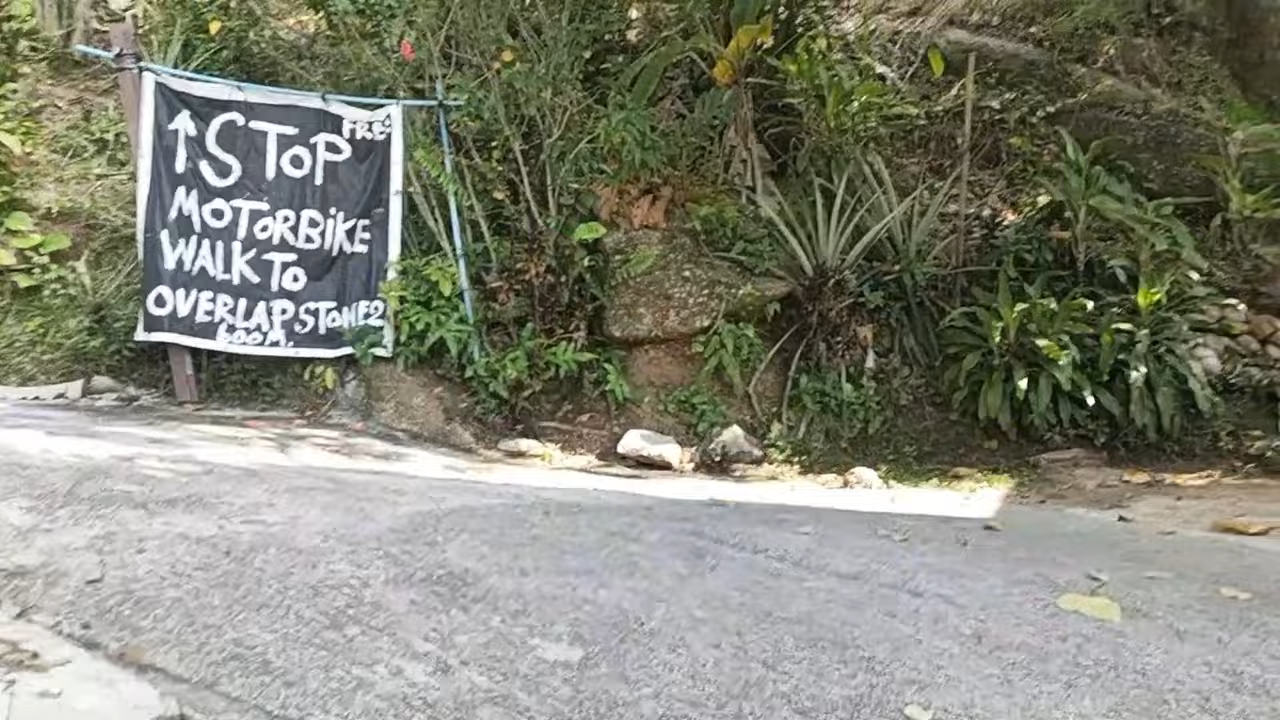 ↑ STOP FREE
MOTORBIKE
WALK TO
OVERLAP STONE2
600M.